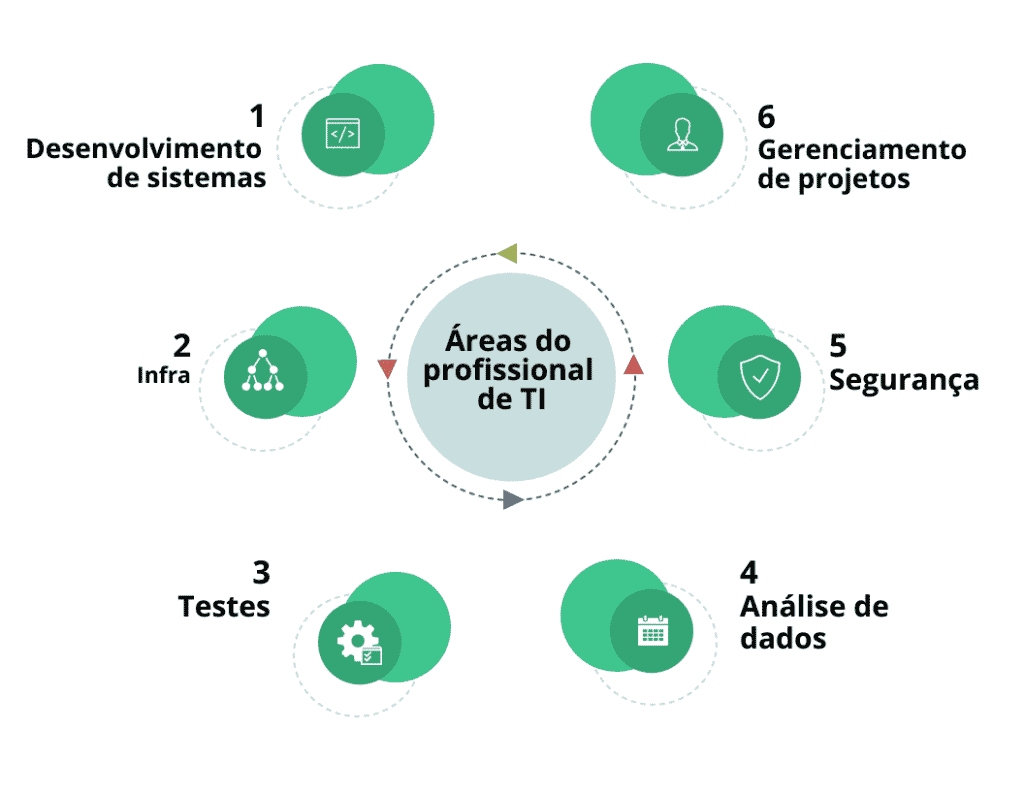 1
Desenvolvimento
de sistemas
6
Gerenciamento
de projetos
Áreas do
profissional
de TI
2
Infra
5
Segurança
3
Testes
4
Análise de
dados
</>